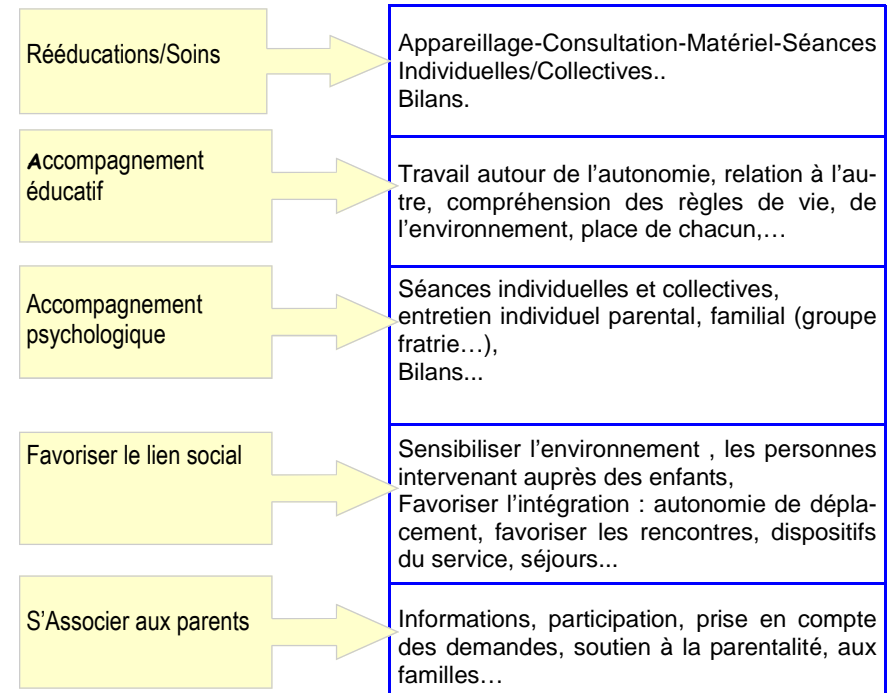 Rééducations/Soins
Appareillage-Consultation-Matériel-Séances
Individuelles/Collectives..
Bilans.
Accompagnement
éducatif
Travail autour de l’autonomie, relation à l’au-
tre, compréhension des règles de vie, de
l’environnement, place de chacun,…
Accompagnement
psychologique
Séances individuelles et collectives,
entretien individuel parental, familial (groupe
fratrie…),
Bilans...
Favoriser le lien social
Sensibiliser l’environnement , les personnes
intervenant auprès des enfants,
Favoriser l’intégration : autonomie de dépla-
cement, favoriser les rencontres, dispositifs
du service, séjours...
S’Associer aux parents
Informations, participation, prise en compte
des demandes, soutien à la parentalité, aux
familles…